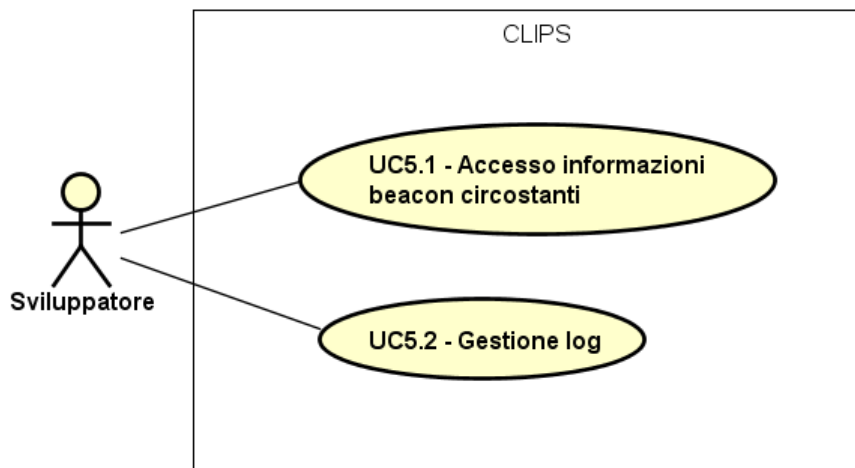 CLIPS
UC5.1 - Accesso informazioni
beacon circostanti
Sviluppatore
UC5.2 - Gestione log